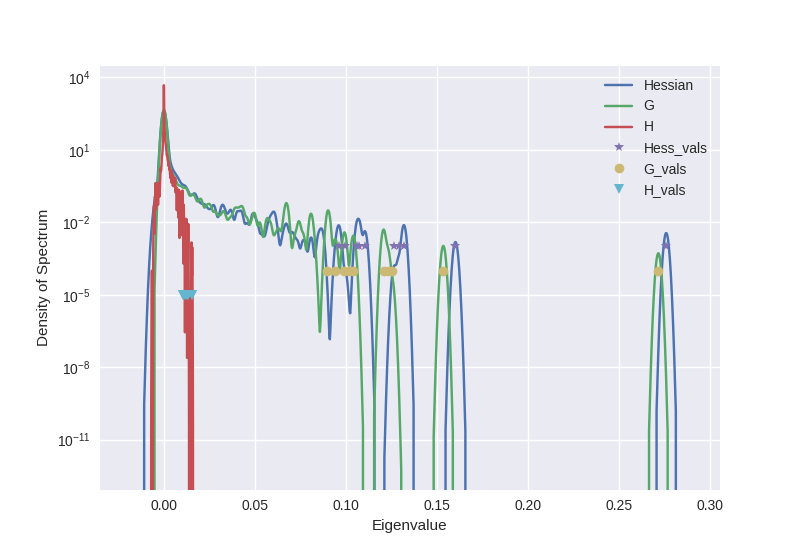 10^4
10^1
10^-2
10^-5
10^-8
10^-11
Density of Spectrum
Hessian
G
H
Hess_vals
G_vals
H_vals
0.00 0.05 0.10 0.15 0.20 0.25 0.30
Eigenvalue